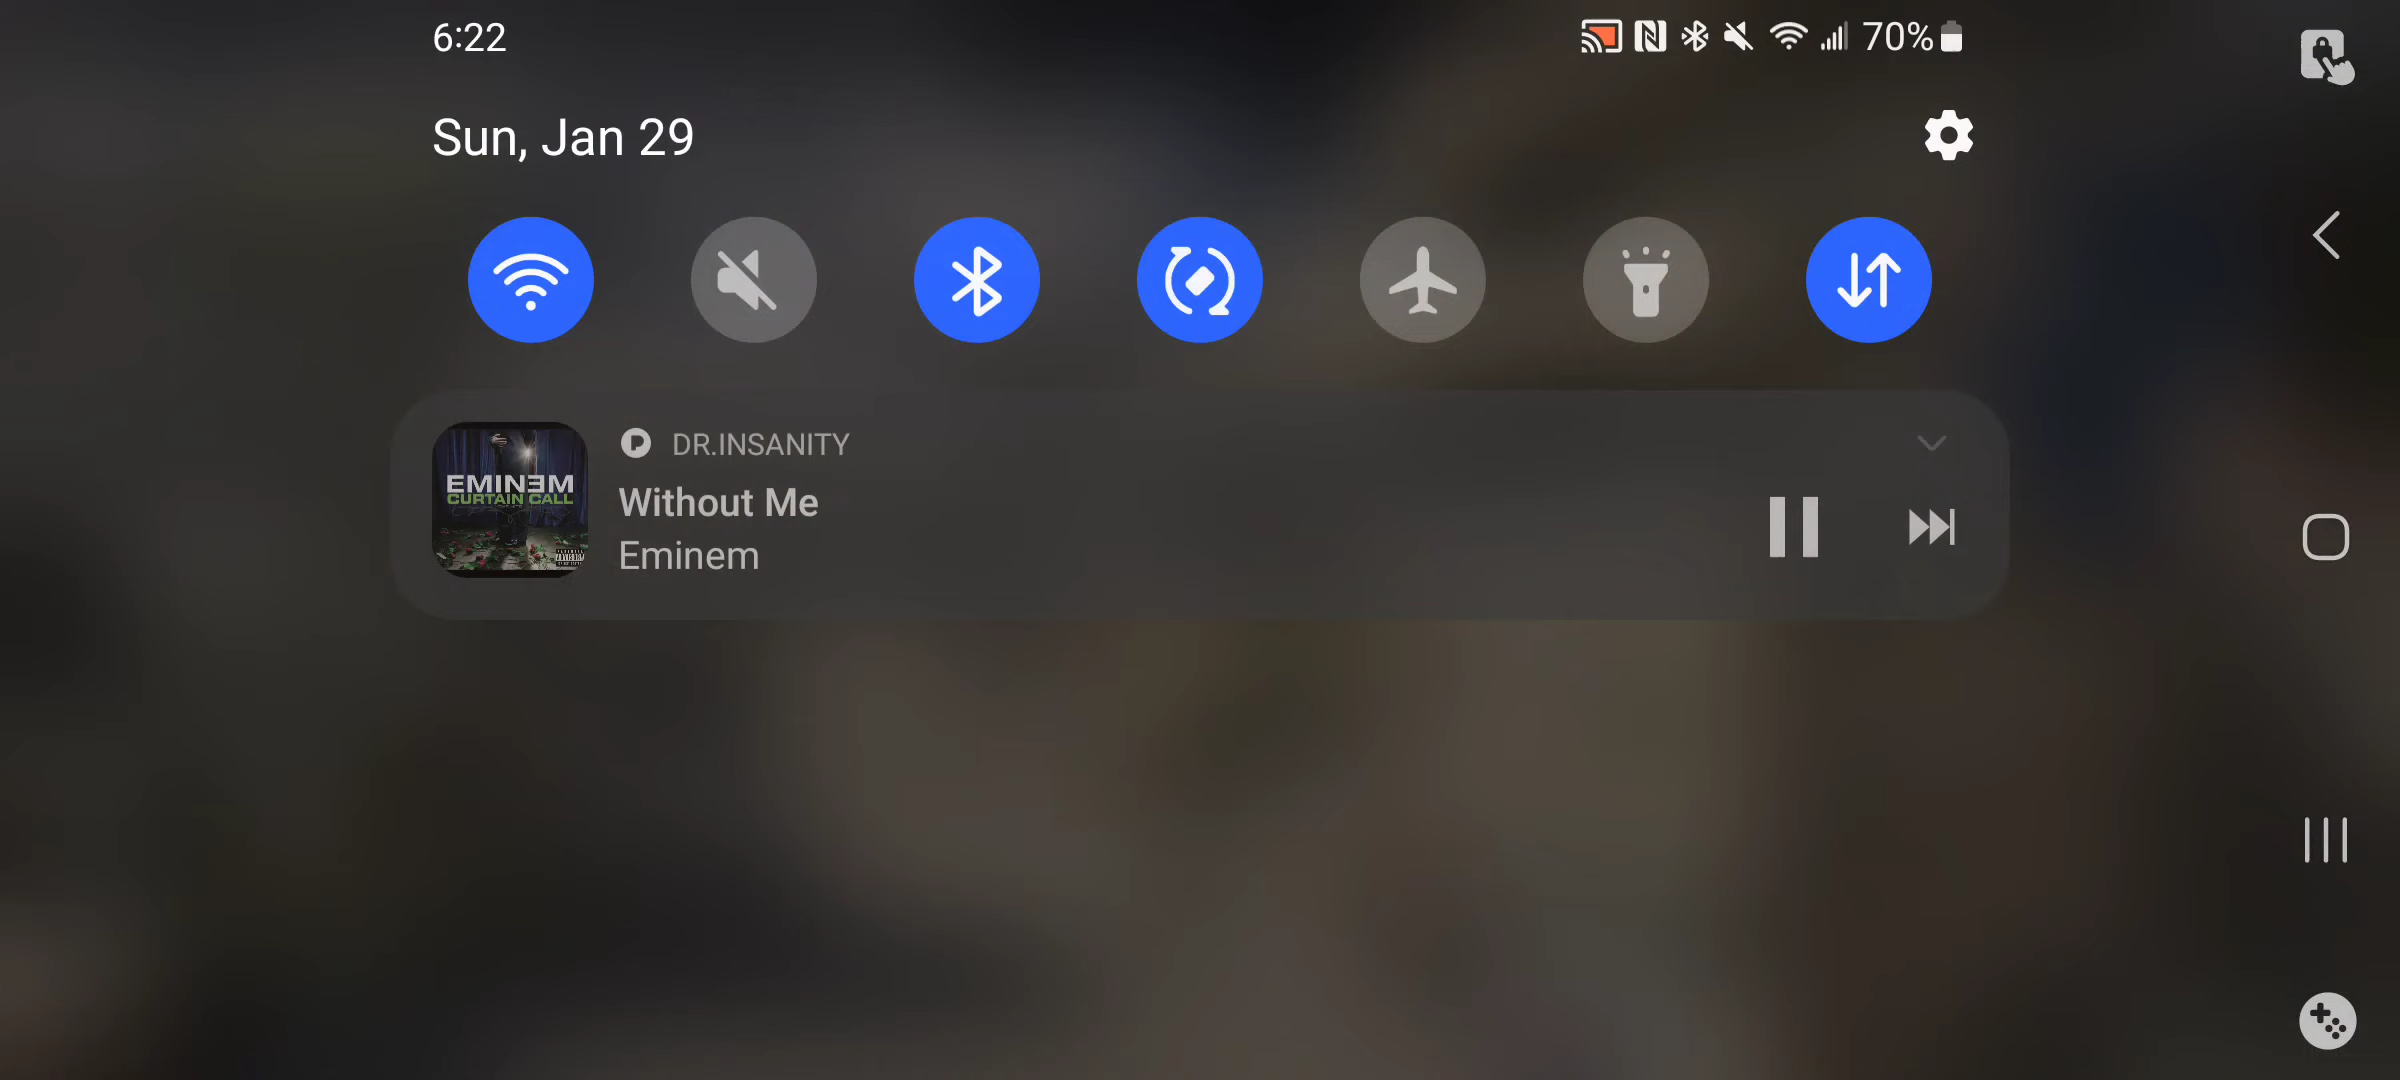 6:22
70%
Sun, Jan 29
DR.INSANITY
Without Me
Eminem
EMINƎM
CURTAIN CALL